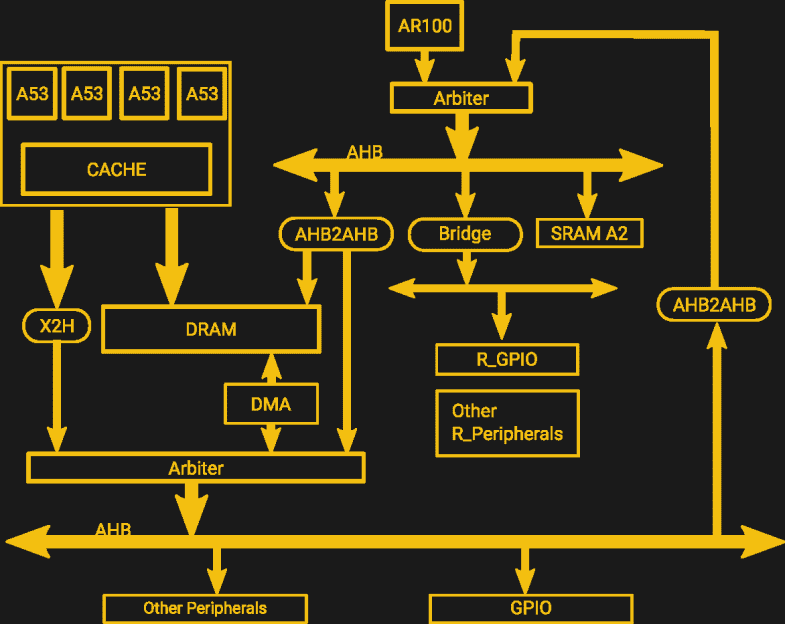 AR100
A53 A53 A53 A53
Arbiter
CACHE
AHB
AHB2AHB
Bridge
SRAM A2
X2H
DRAM
AHB2AHB
R_GPIO
DMA
Other
R_Peripherals
Arbiter
AHB
Other Peripherals
GPIO